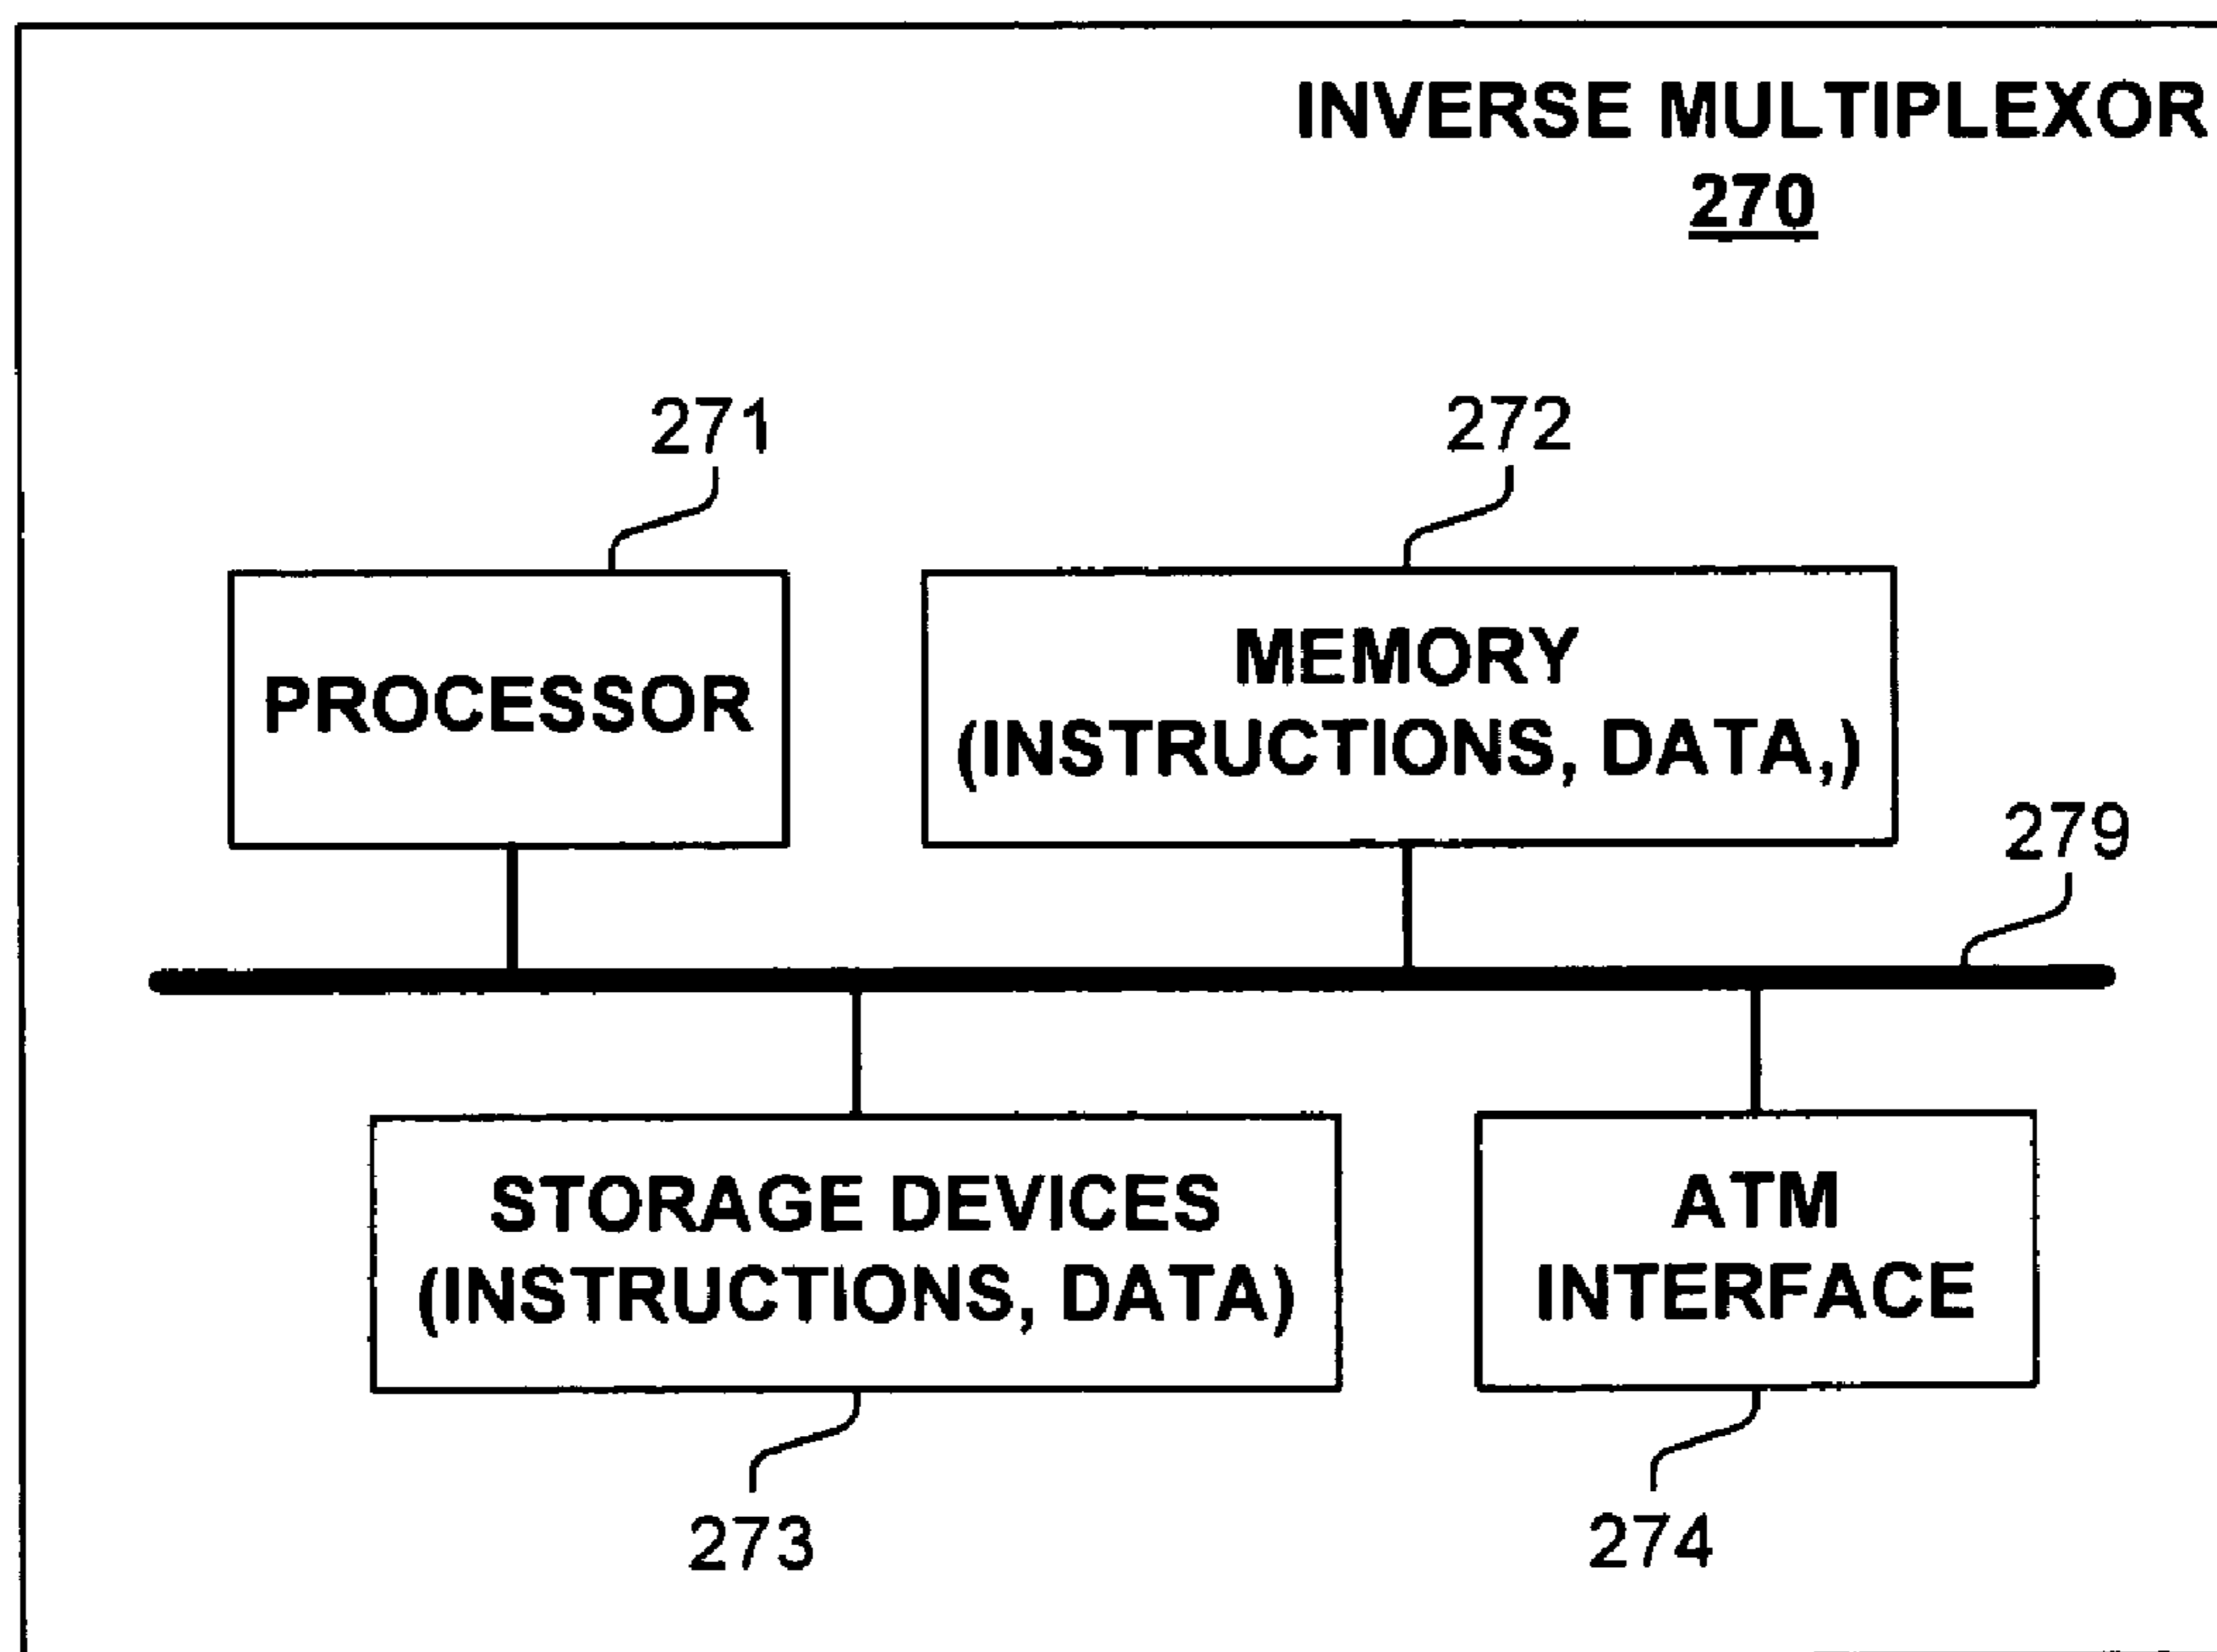 INVERSE MULTIPLEXOR
270
271
272
PROCESSOR
MEMORY
(INSTRUCTIONS, DATA,)
279
STORAGE DEVICES
(INSTRUCTIONS, DATA)
ATM
INTERFACE
273
274